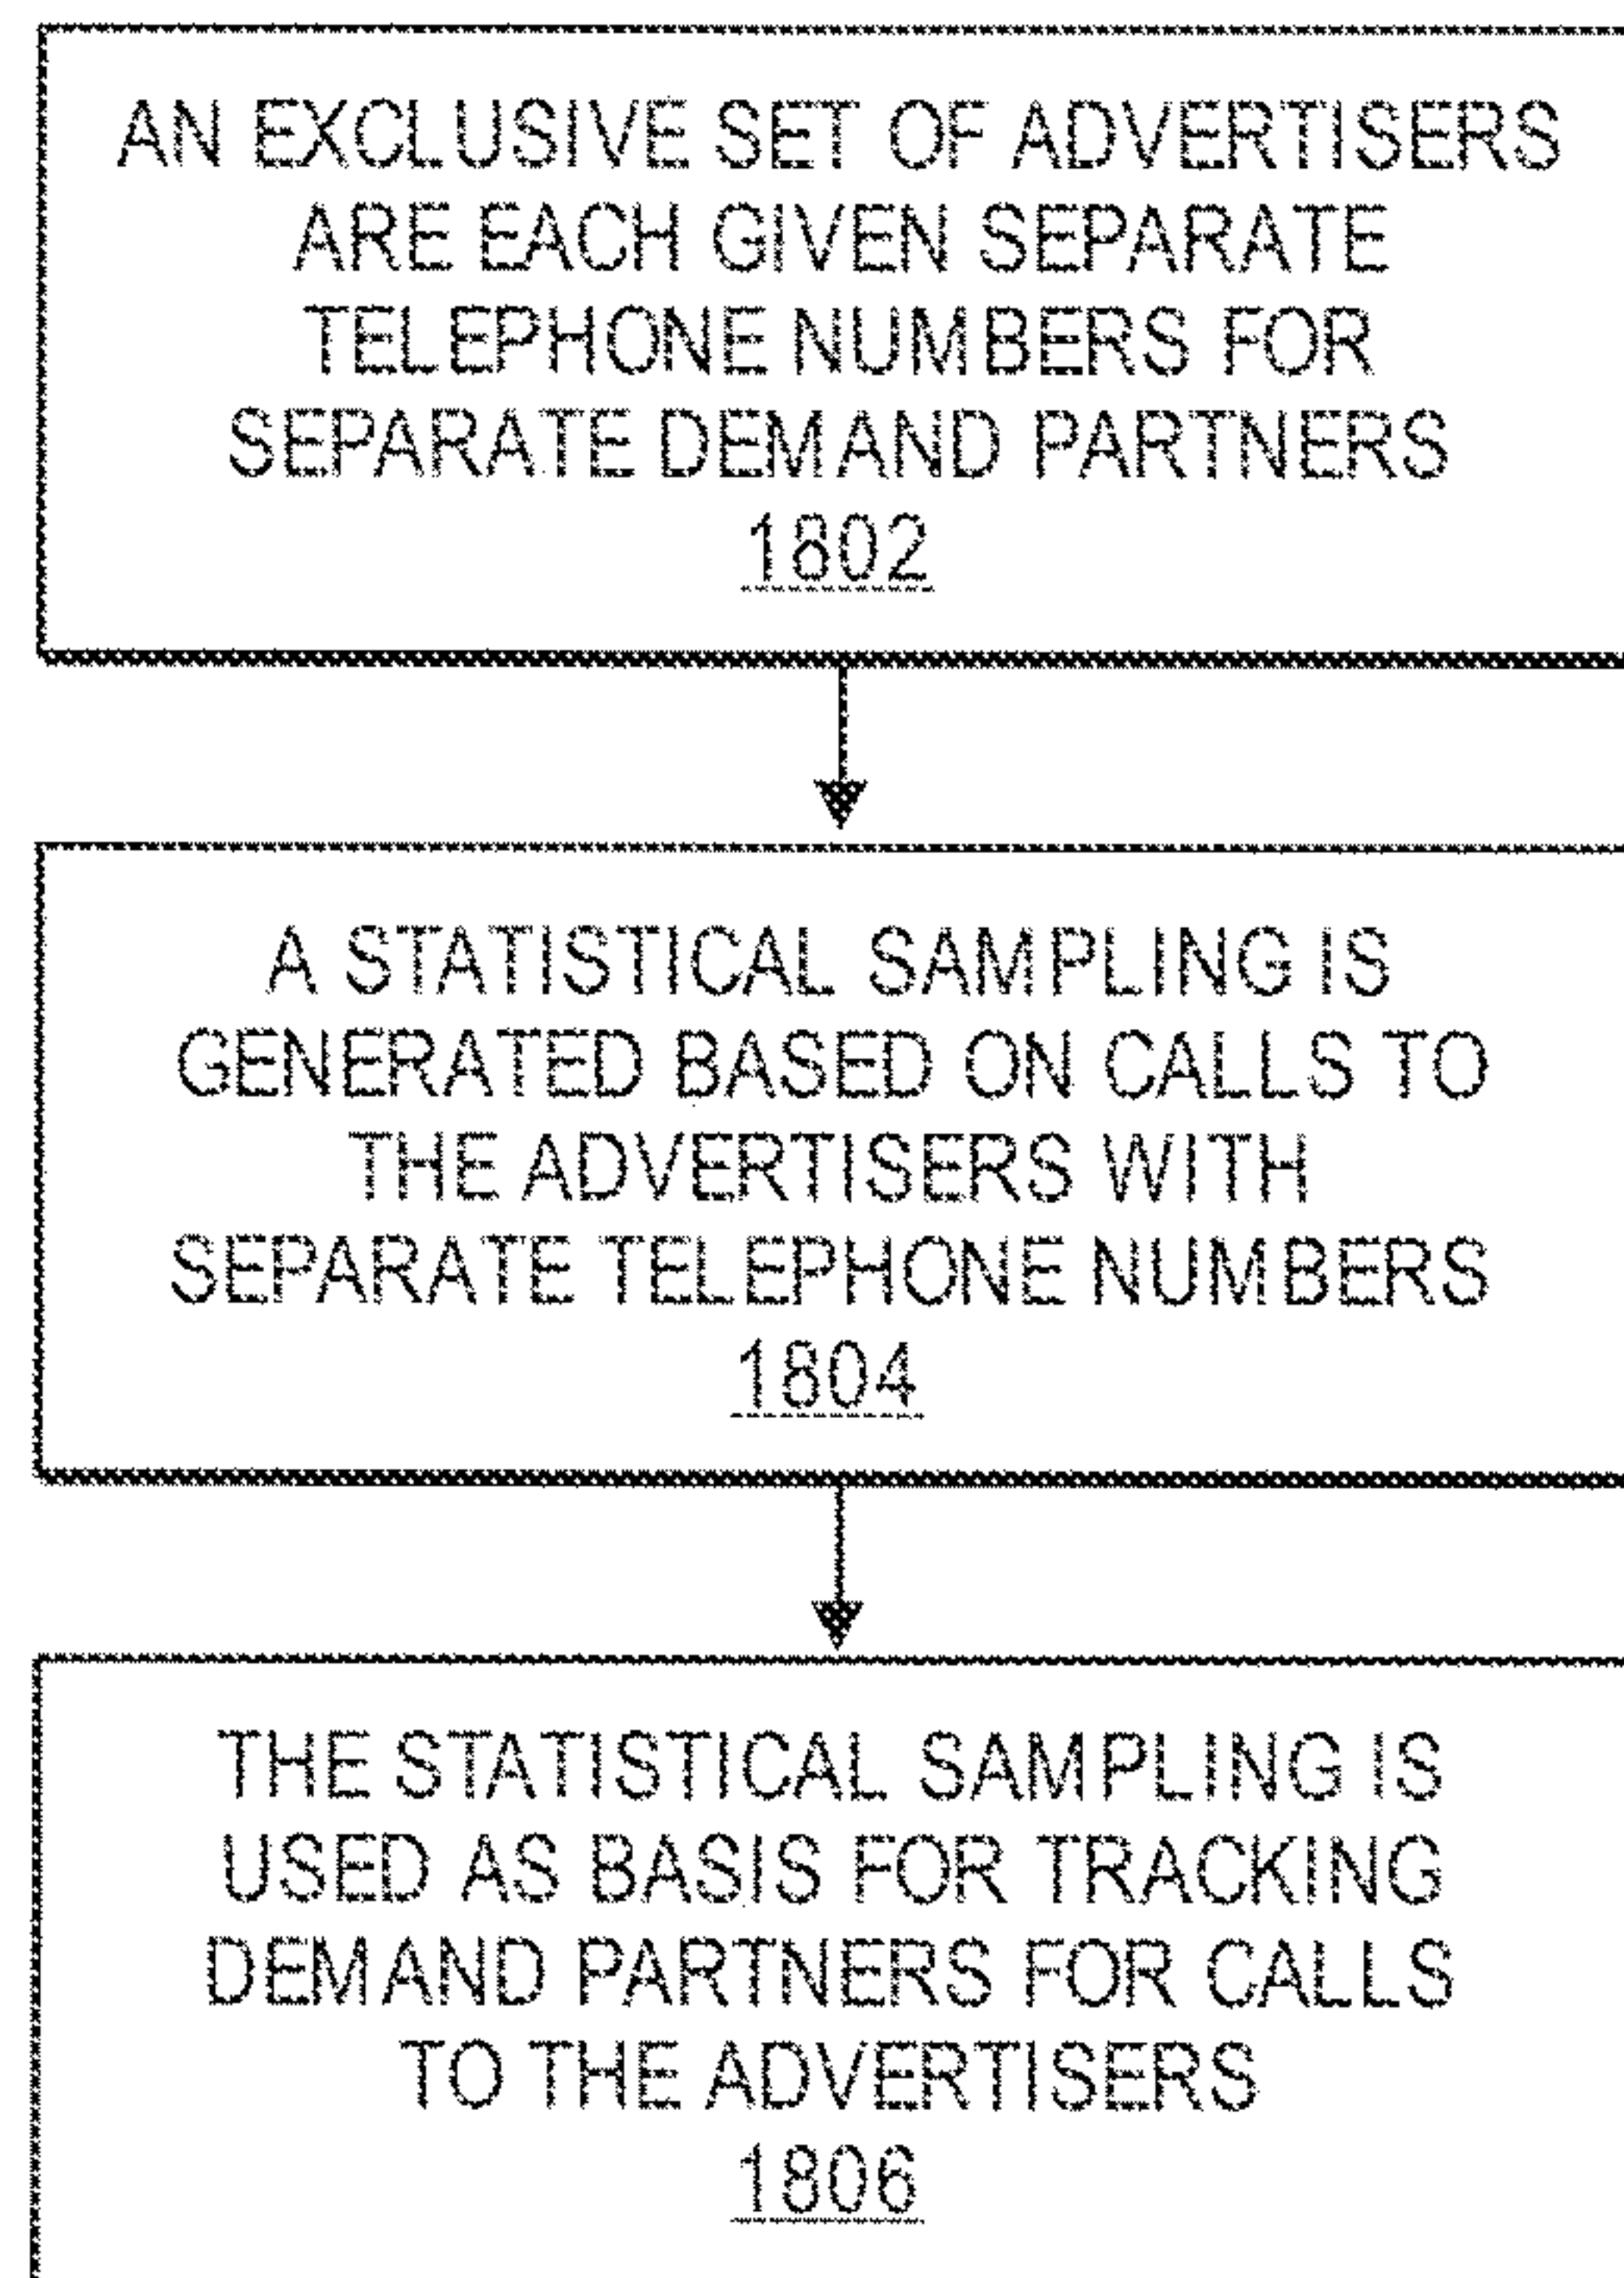 AN EXCLUSIVE SET OF ADVERTISERS
ARE EACH GIVEN SEPARATE
TELEPHONE NUMBERS FOR
SEPARATE DEMAND PARTNERS
1802
A STATISTICAL SAMPLING IS
GENERATED BASED ON CALLS TO
THE ADVERTISERS WITH
SEPARATE TELEPHONE NUMBERS
1804
THE STATISTICAL SAMPLING IS
USED AS BASIS FOR TRACKING
DEMAND PARTNERS FOR CALLS
TO THE ADVERTISERS
1806